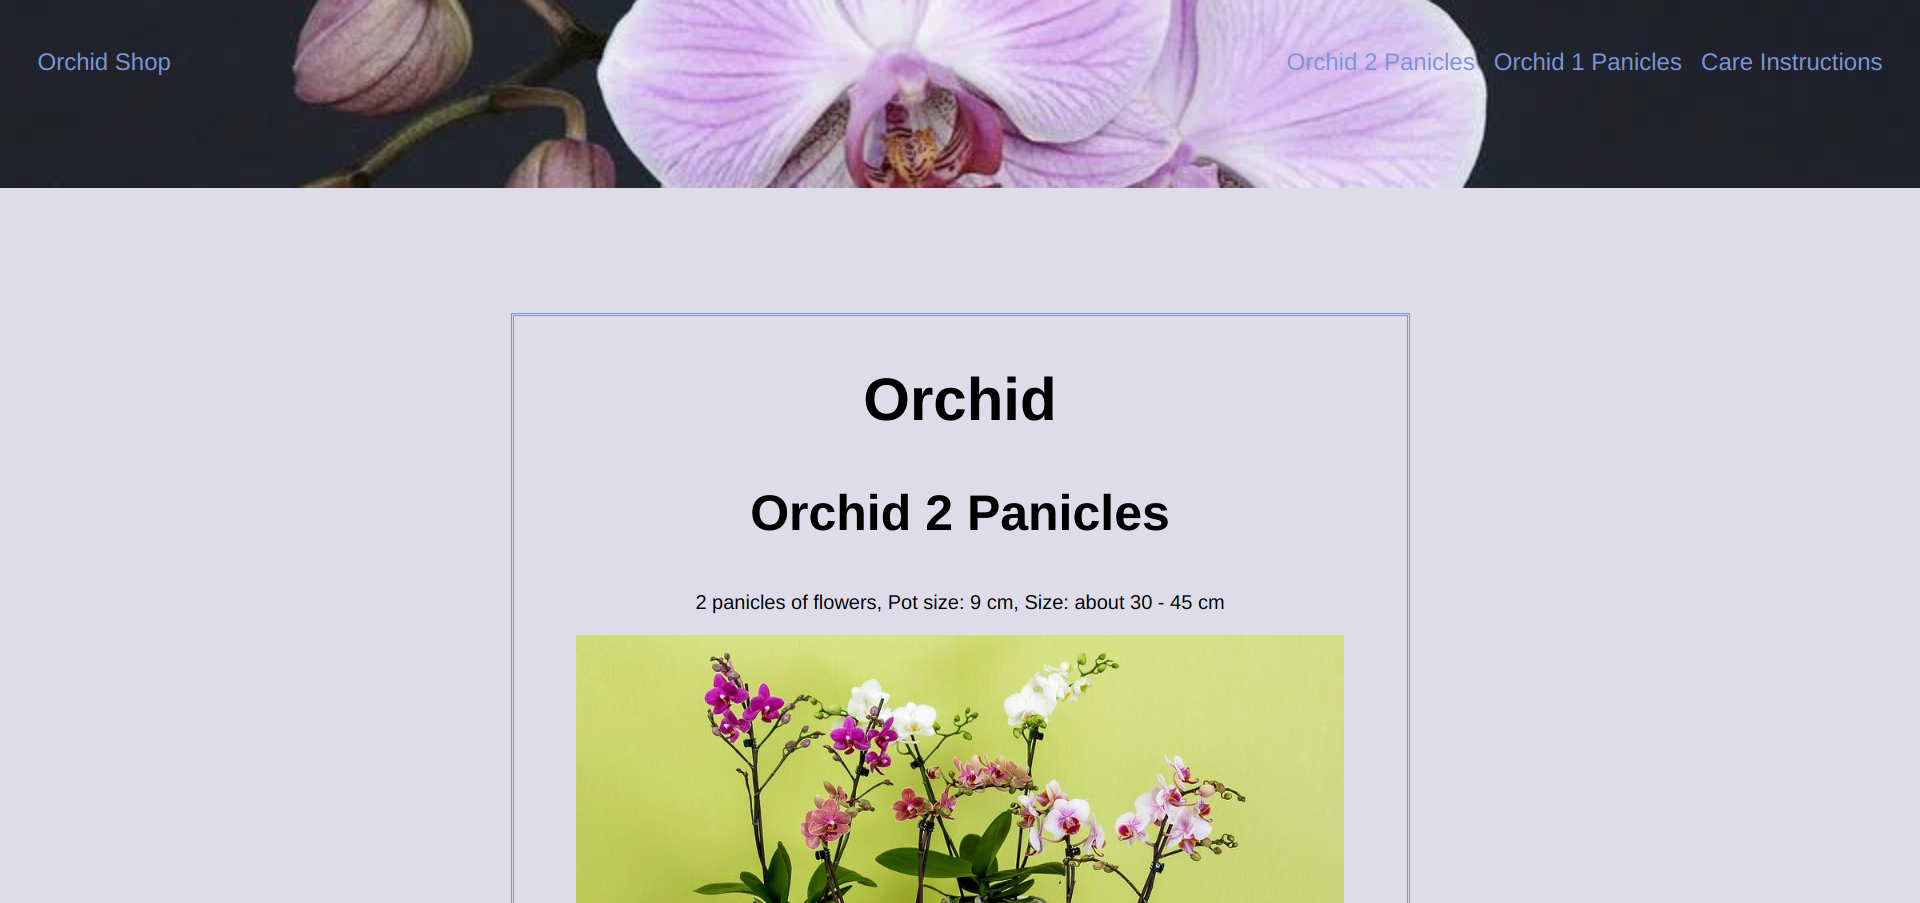 Orchid Shop
Orchid 2 Panicles Orchid 1 Panicles Care Instructions
Orchid
Orchid 2 Panicles
2 panicles of flowers, Pot size: 9 cm, Size: about 30 - 45 cm